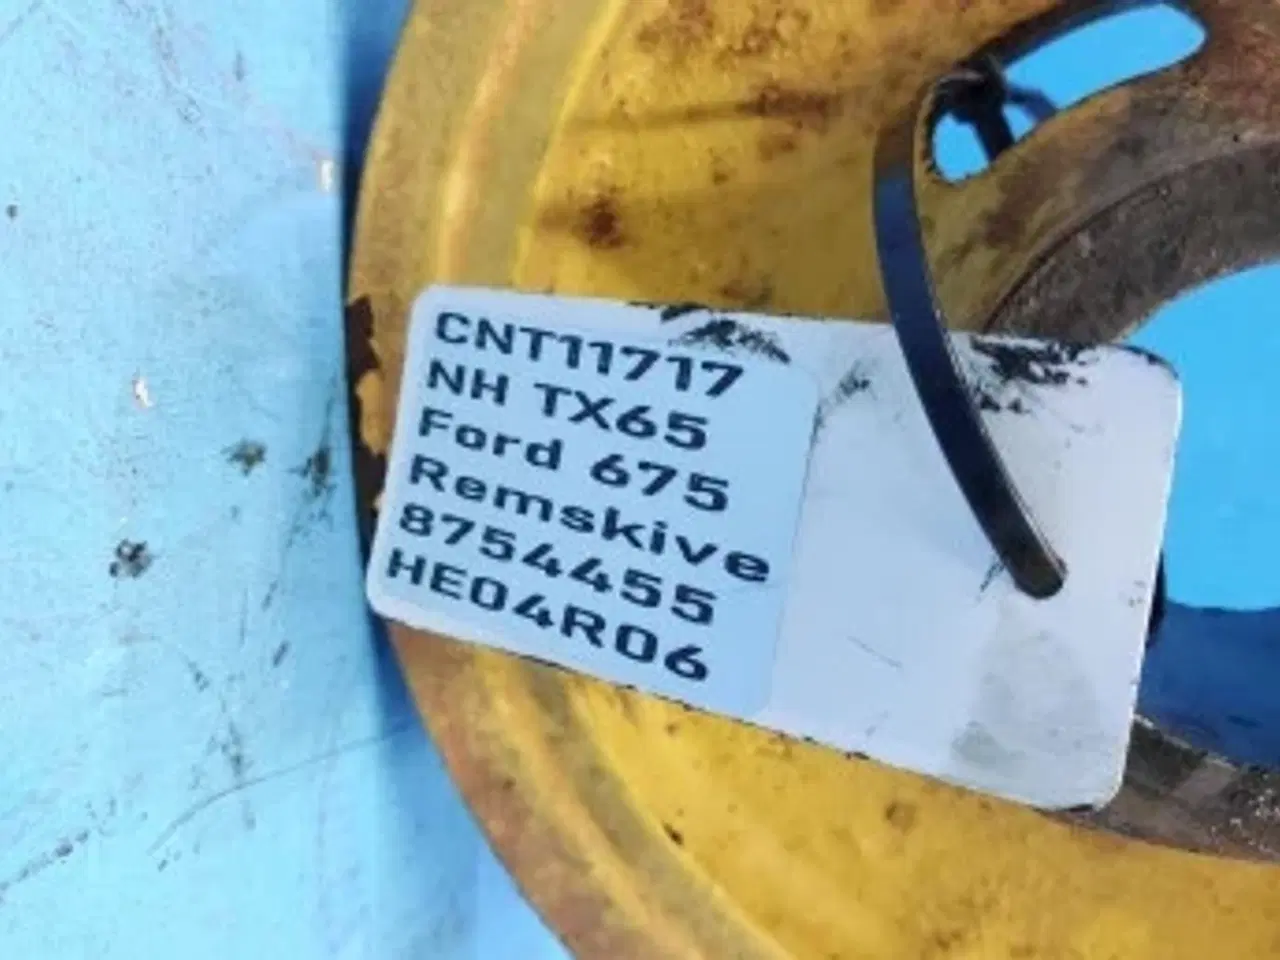 CNT11717
NH TX65
Ford 675
Remskive
8754455
HE04R06